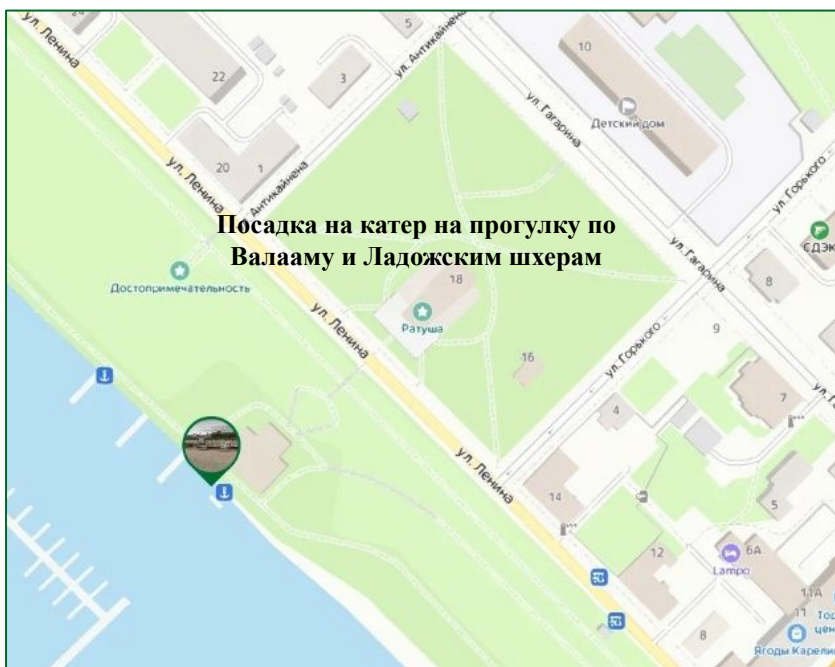 24
ул. Ленина
22
5
ул. Антикайнена
3
10
Детский дом
ул. Гагарина
20
1
ул. Ленина
Антикайнена
ул. Горького
СДЭК
Посадка на катер на прогулку по
Валааму и Ладожским шхерам
ул. Гагарина
Достопримечательность
18
8
Ратуша
ул. Ленина
9
16
ул. Горького
7
4
ул. Ленина
14
5
12
6А
Lampo
11А
11
8
Ягоды Карелии